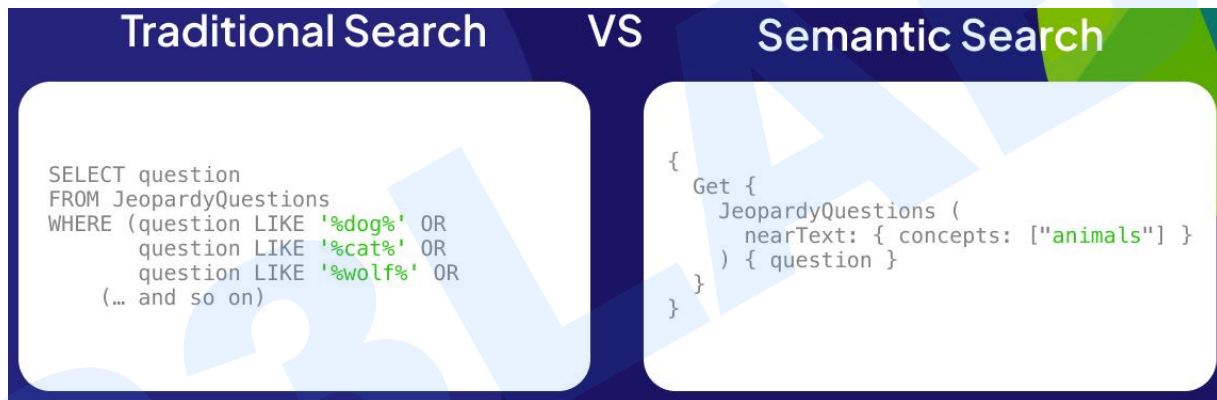 Traditional Search VS Semantic Search
SELECT question
FROM JeopardyQuestions
WHERE (question LIKE '%dog%' OR
question LIKE '%cat%' OR
question LIKE '%wolf%' OR
(… and so on)
{
Get {
JeopardyQuestions (
nearText: { concepts: ["animals"] }
) { question }
}
}